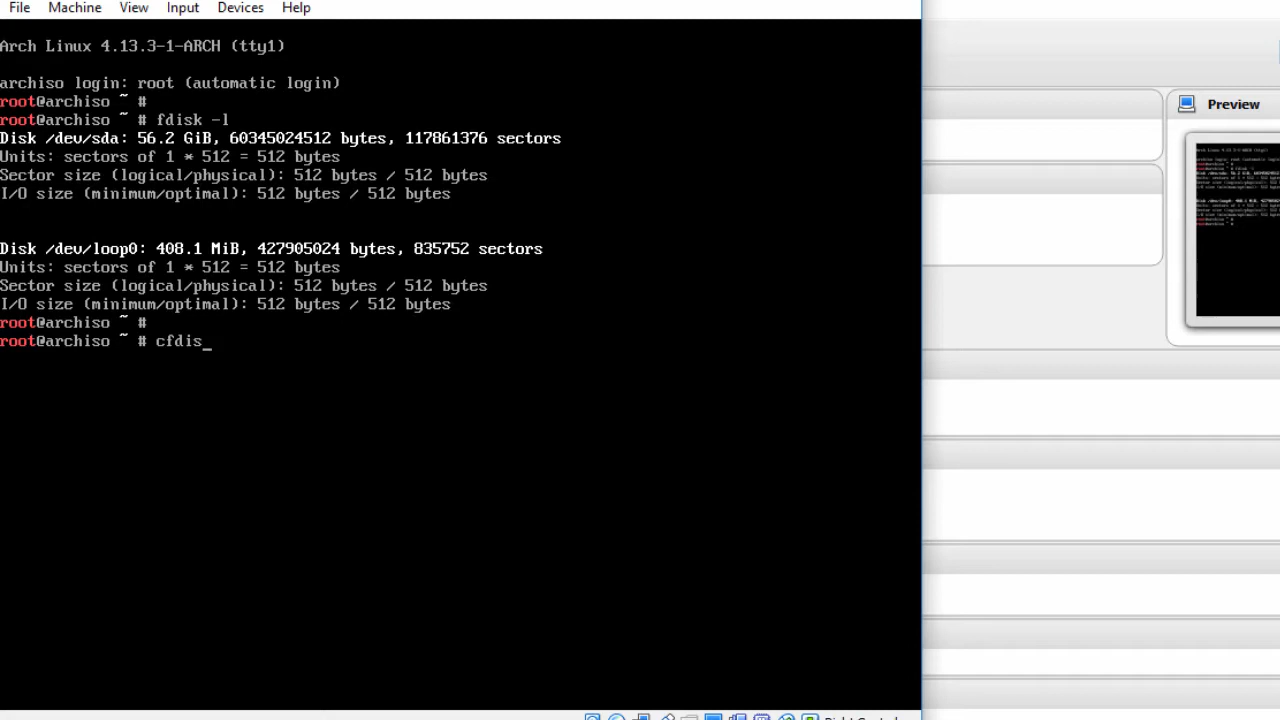 File Machine View Input Devices Help
Arch Linux 4.13.3-1-ARCH (tty1)
archiso login: root (automatic login)
root@archiso ~ #
root@archiso ~ # fdisk -l
Disk /dev/sda: 56.2 GiB, 60345024512 bytes, 117861376 sectors
Units: sectors of 1 * 512 = 512 bytes
Sector size (logical/physical): 512 bytes / 512 bytes
I/O size (minimum/optimal): 512 bytes / 512 bytes
Disk /dev/loop0: 408.1 MiB, 427905024 bytes, 835752 sectors
Units: sectors of 1 * 512 = 512 bytes
Sector size (logical/physical): 512 bytes / 512 bytes
I/O size (minimum/optimal): 512 bytes / 512 bytes
root@archiso ~ #
root@archiso ~ # cfdis_
Preview